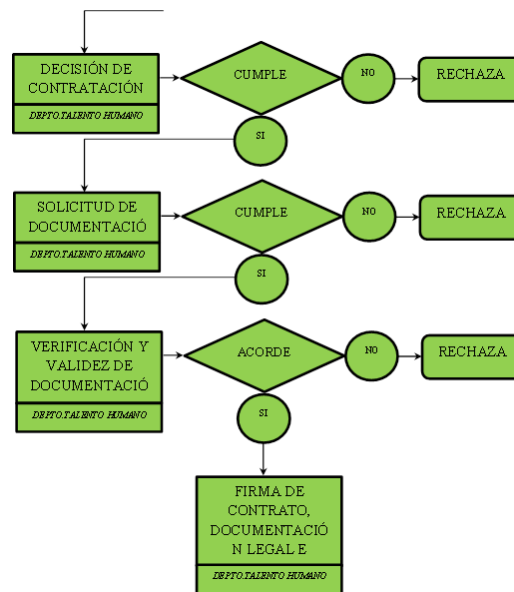 DECISIÓN DE
CONTRATACIÓN
DEPTO.TALENTO HUMANO
CUMPLE
NO
RECHAZA
SI
SOLICITUD DE
DOCUMENTACIÓ
DEPTO.TALENTO HUMANO
CUMPLE
NO
RECHAZA
SI
VERIFICACIÓN Y
VALIDEZ DE
DOCUMENTACIÓ
DEPTO.TALENTO HUMANO
ACORDE
NO
RECHAZA
SI
FIRMA DE
CONTRATO,
DOCUMENTACIÓ
N LEGAL E
DEPTO.TALENTO HUMANO